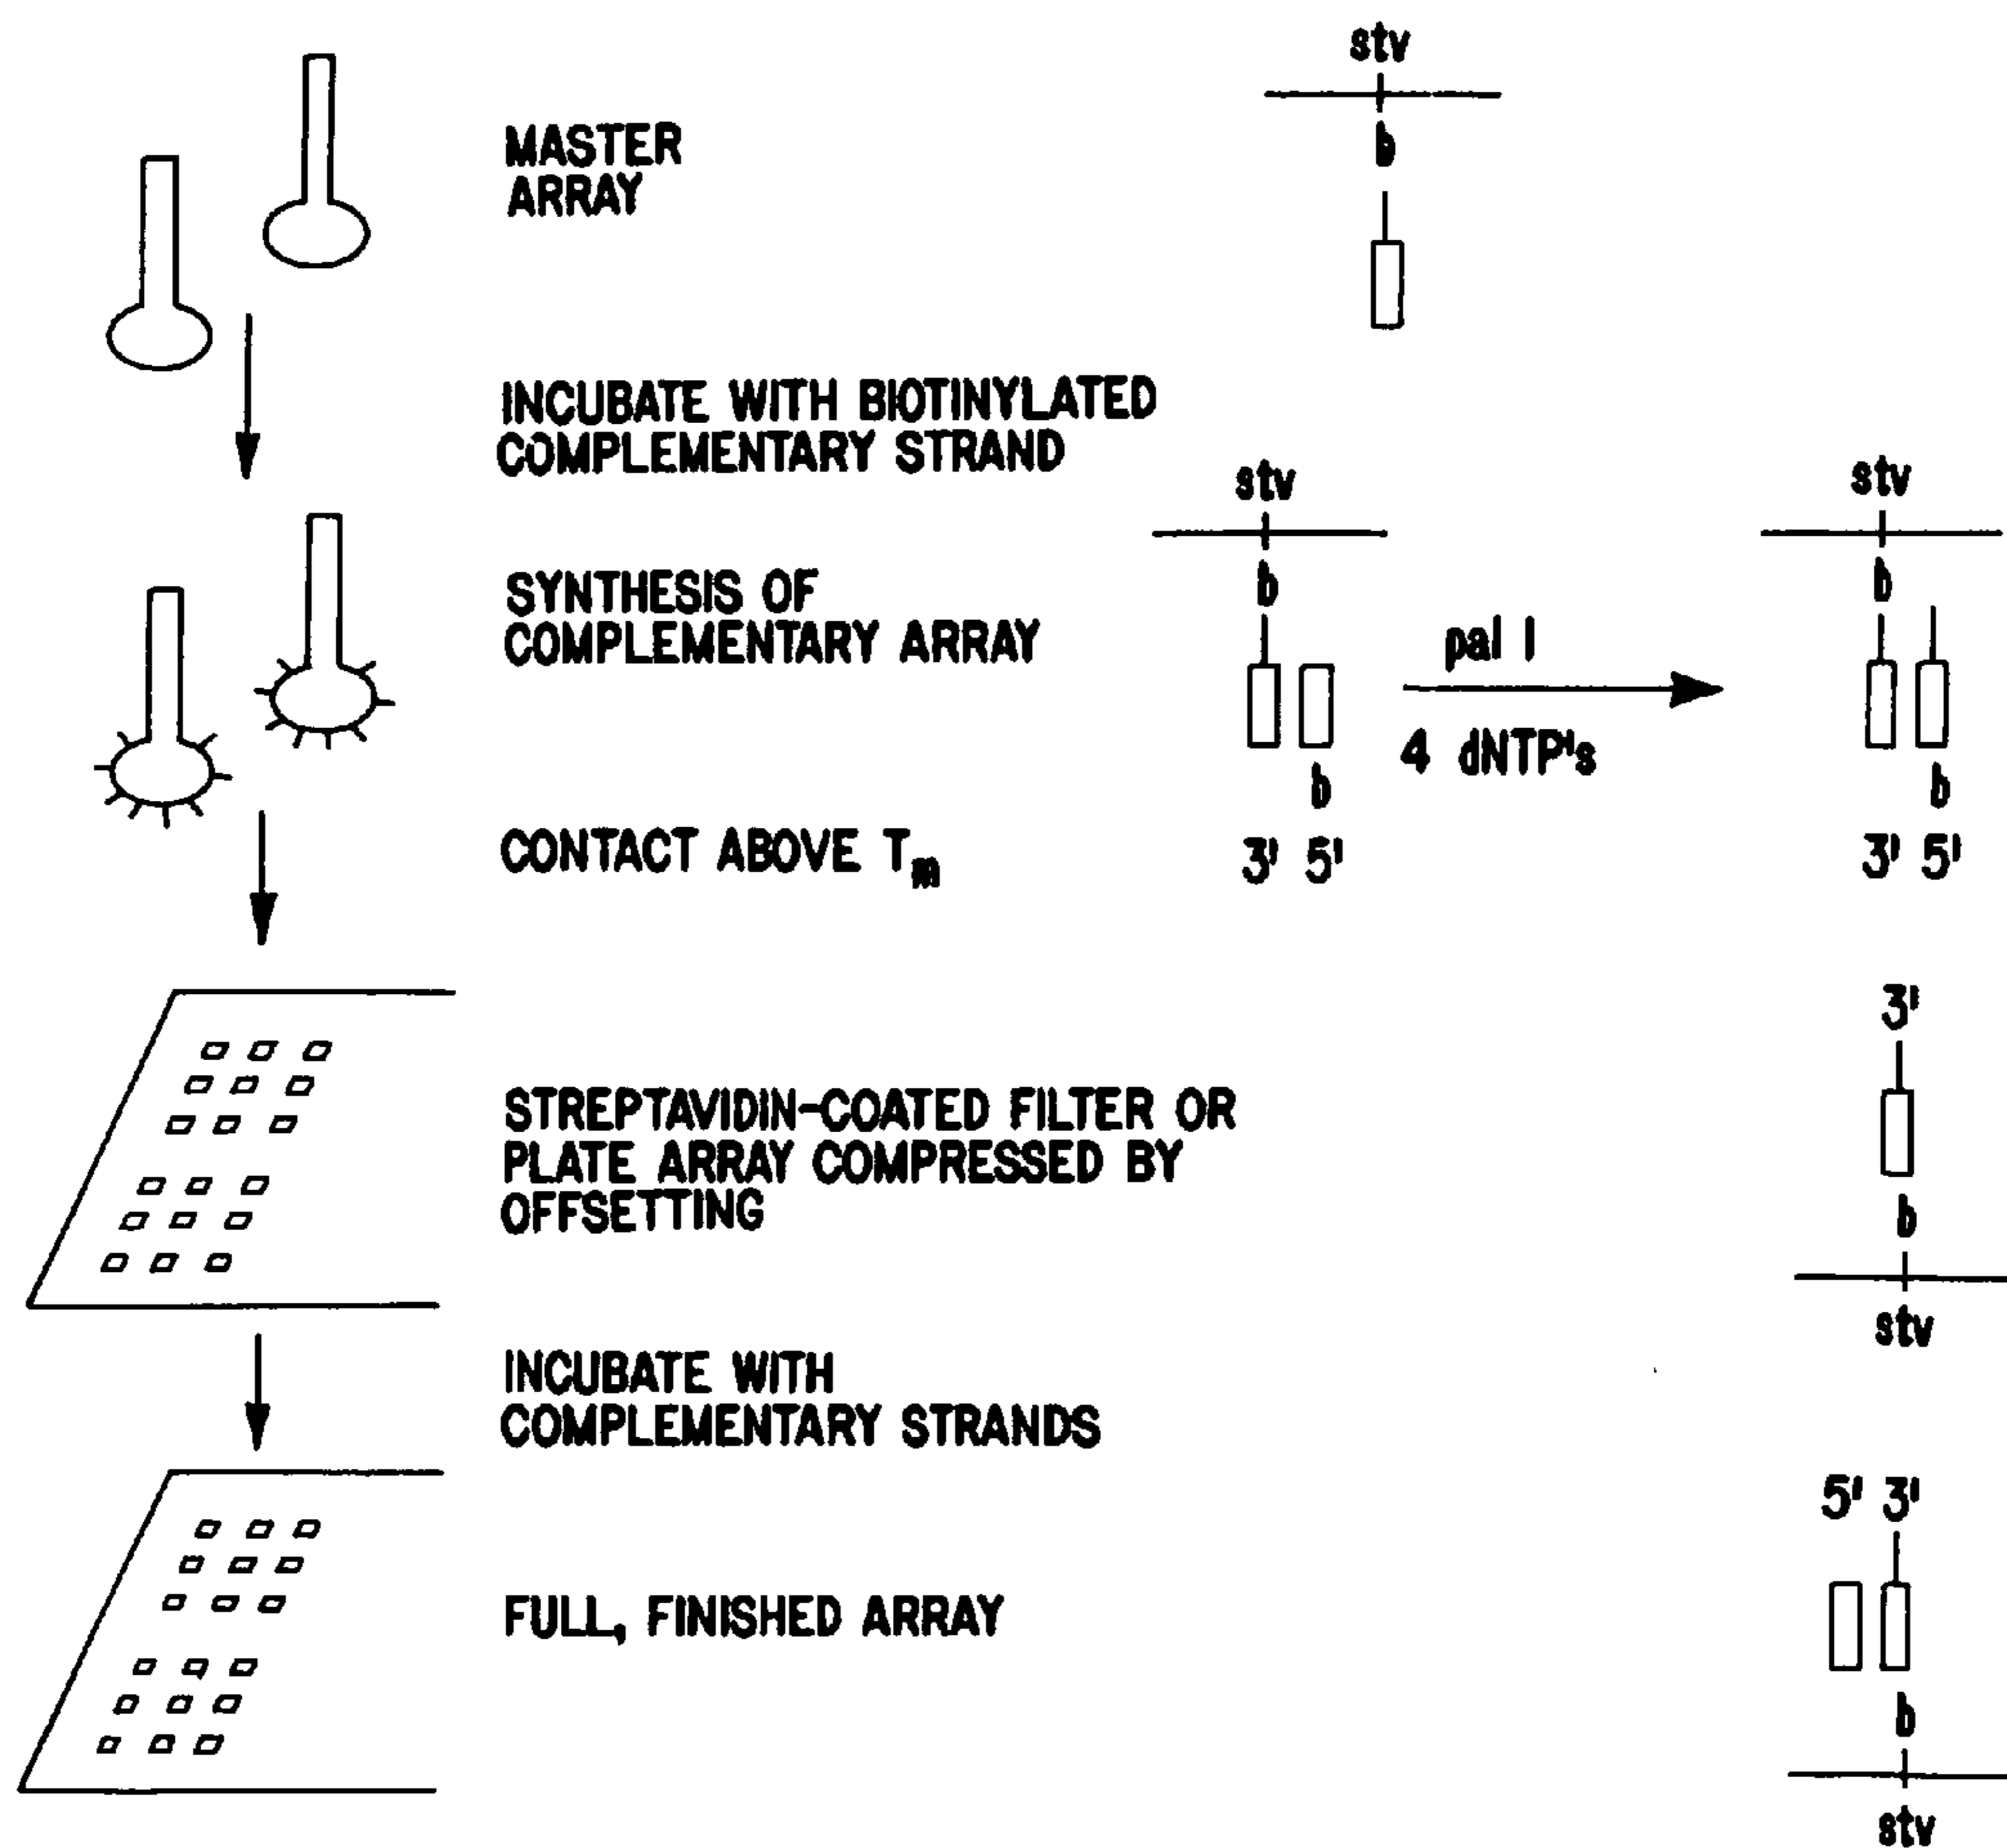 stv
b
MASTER
ARRAY
INCUBATE WITH BIOTINYLATED
COMPLEMENTARY STRAND
stv
stv
b
b
SYNTHESIS OF
COMPLEMENTARY ARRAY
pal I
4 dNTP's
b
b
3' 5'
3' 5'
CONTACT ABOVE Tm
3'
STREPTAVIDIN-COATED FILTER OR
PLATE ARRAY COMPRESSED BY
OFFSETTING
b
stv
INCUBATE WITH
COMPLEMENTARY STRANDS
5' 3'
FULL, FINISHED ARRAY
b
stv